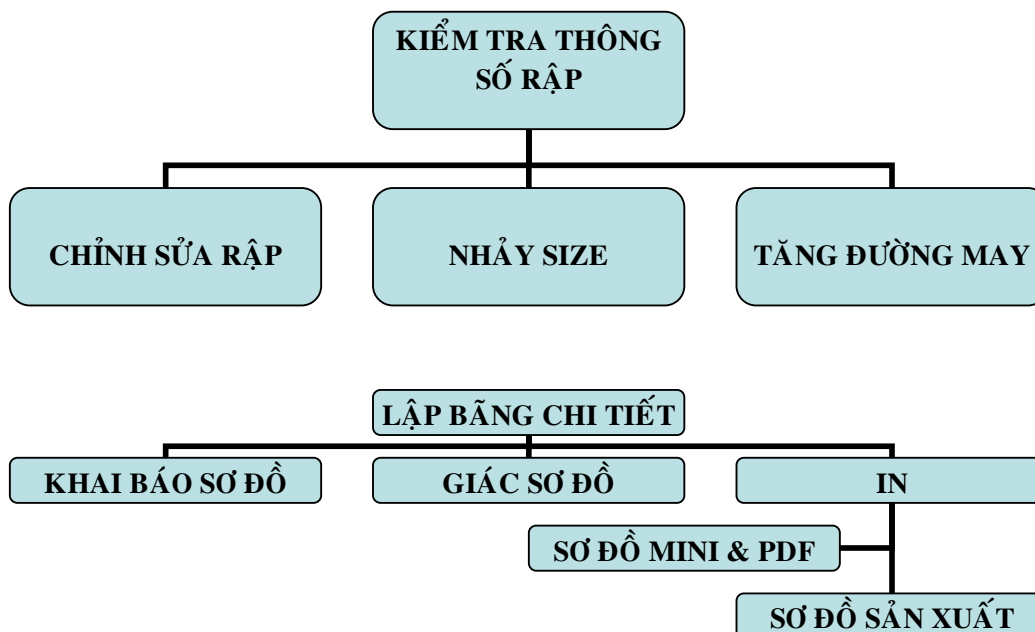 KIỂM TRA THÔNG
SỐ RẬP
CHỈNH SỬA RẬP
NHẢY SIZE
TĂNG ĐƯỜNG MAY
LẬP BÃNG CHI TIẾT
KHAI BÁO SƠ ĐỒ
GIÁC SƠ ĐỒ
IN
SƠ ĐỒ MINI & PDF
SƠ ĐỒ SẢN XUẤT